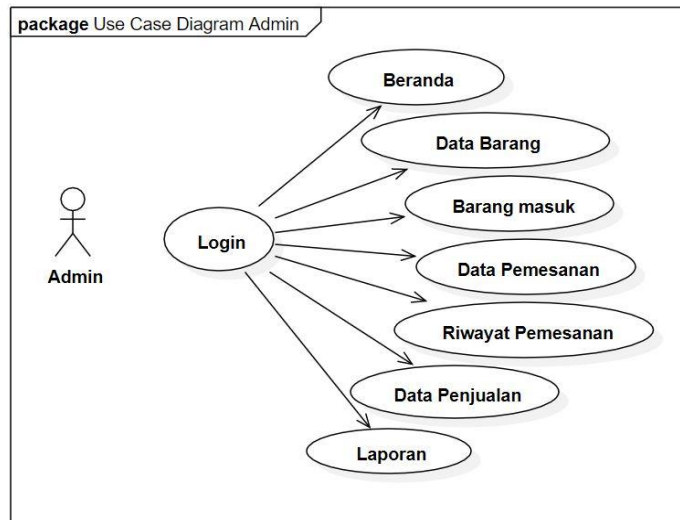 package Use Case Diagram Admin
Beranda
Data Barang
Barang masuk
Login
Data Pemesanan
Admin
Riwayat Pemesanan
Data Penjualan
Laporan